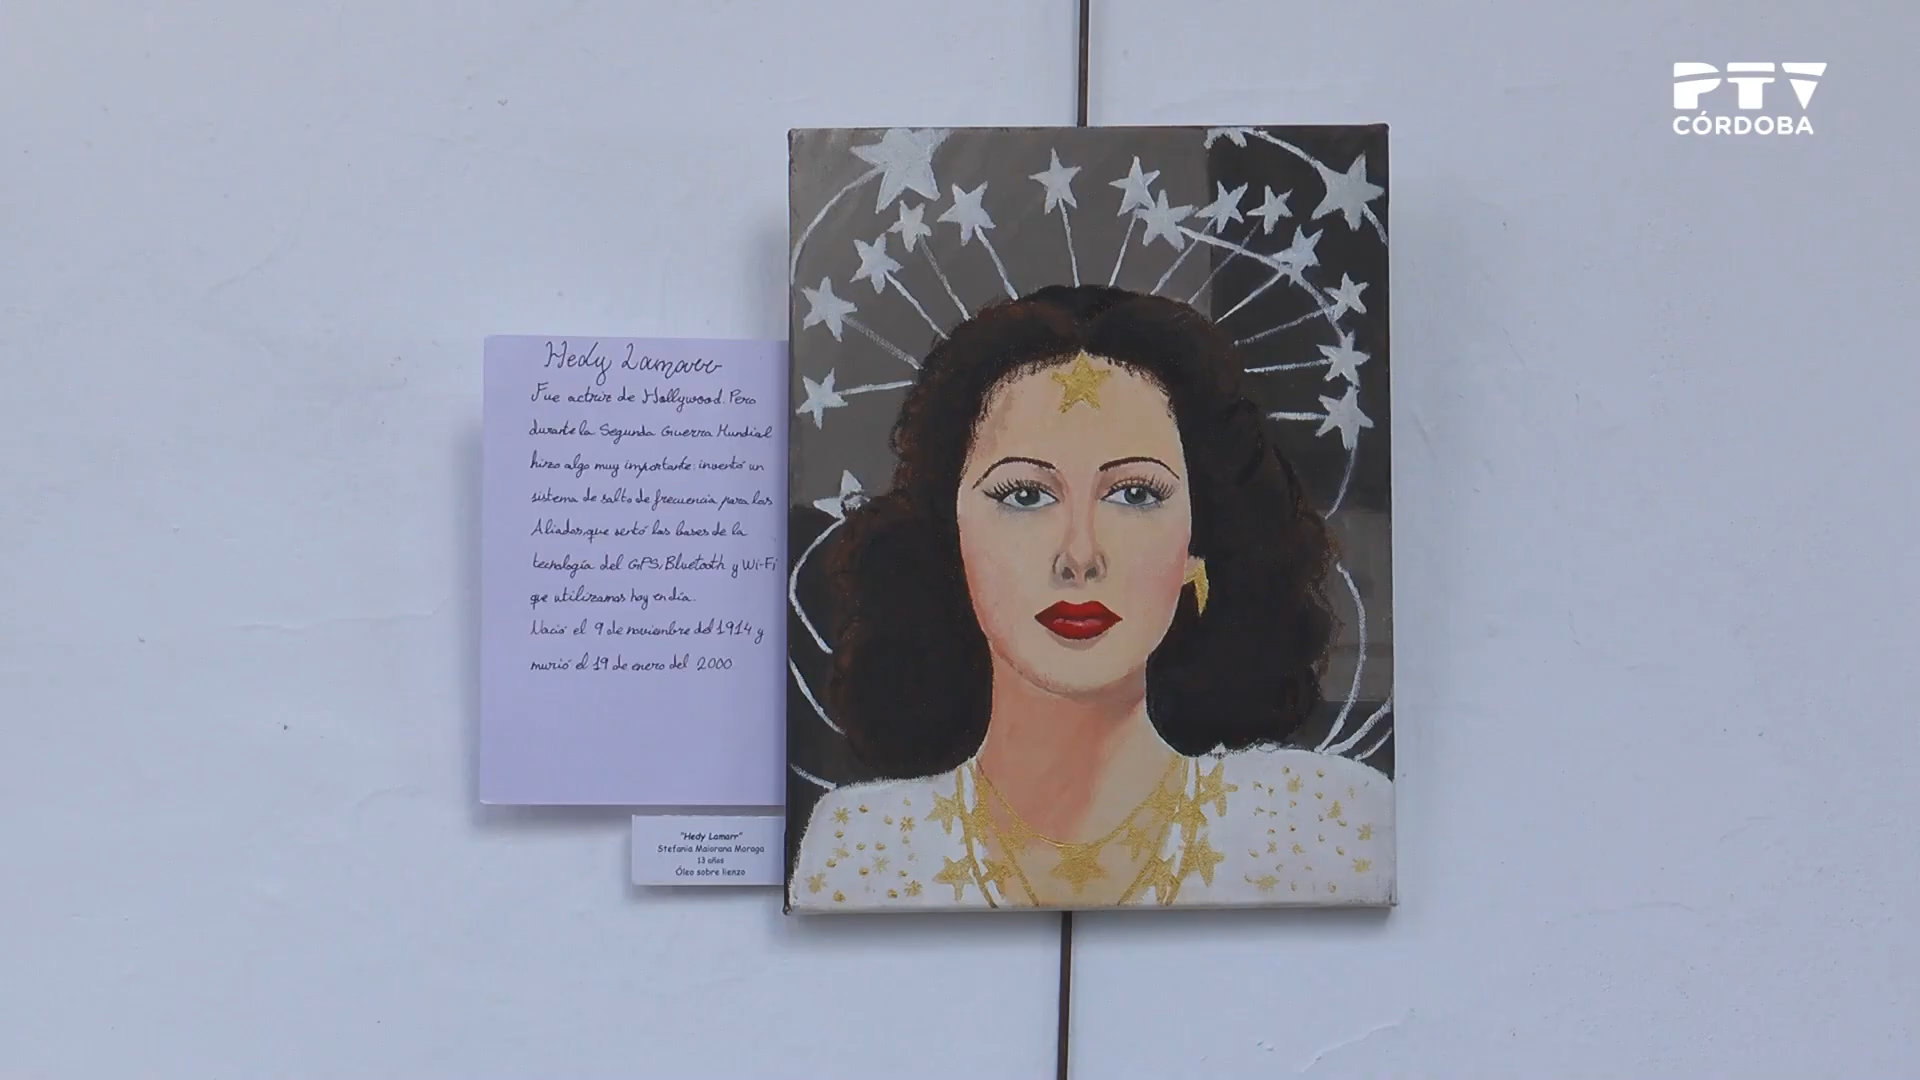 PTV
CÓRDOBA
Hedy Lamarr
Fue actriz de Hollywood. Pero
durante la Segunda Guerra Mundial
hizo algo muy importante: inventó un
sistema de salto de frecuencia para los
Aliados, que sentó las bases de la
tecnología del GPS, Bluetooth y Wi-Fi
que utilizamos hoy en día.
Nació el 9 de noviembre del 1914 y
murió el 19 de enero del 2000
"Hedy Lamarr"
Stefania Maiorana Moraga
13 años
Óleo sobre lienzo